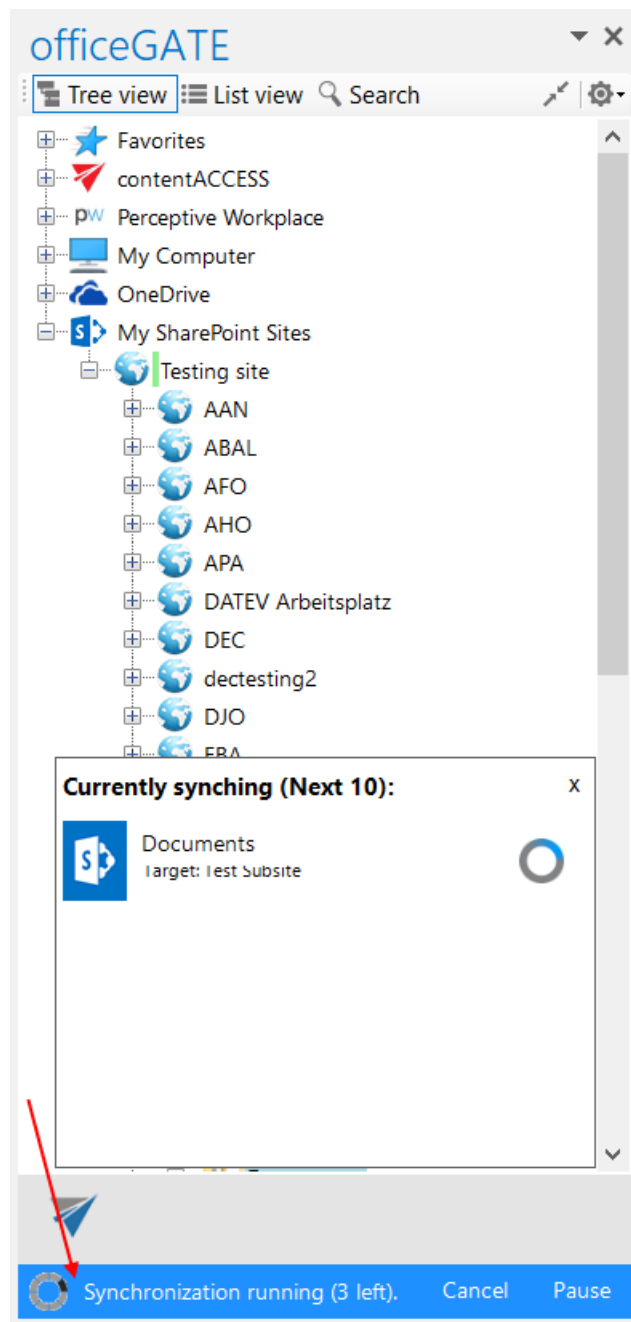 officeGATE
Tree view List view Search
Favorites
contentACCESS
pw Perceptive Workplace
My Computer
OneDrive
S My SharePoint Sites
Testing site
AAN
ABAL
AFO
AHO
APA
DATEV Arbeitsplatz
DEC
dectesting2
DJO
Currently synching (Next 10): x
S Documents
Target: Test Subsite
Synchronization running (3 left). Cancel Pause